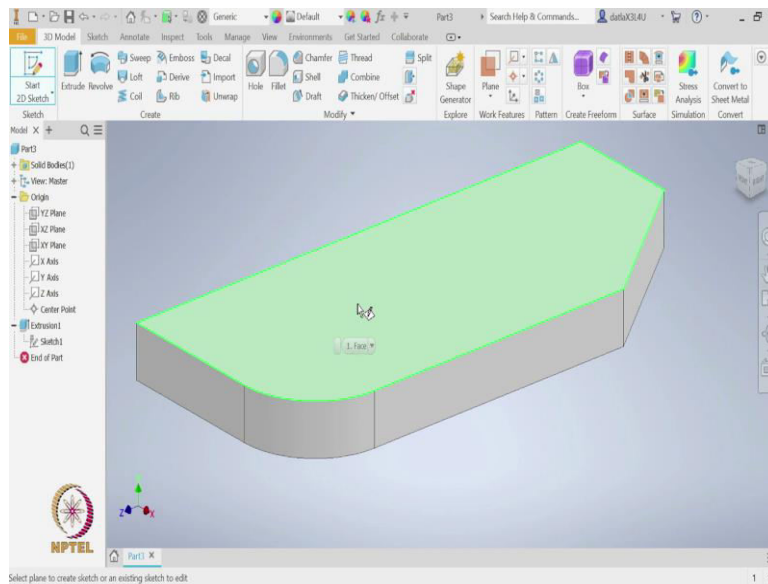 Generic Default fx Part3 Search Help & Commands... datlaX3L4U
File 3D Model Sketch Annotate Inspect Tools Manage View Environments Get Started Collaborate
Start 2D Sketch
Extrude Revolve
Sweep Emboss Decal
Loft Derive Import
Coil Rib Unwrap
Hole Fillet
Chamfer Thread Split
Shell Combine
Draft Thicken/ Offset
Shape Generator
Plane
Box
Stress Analysis
Convert to Sheet Metal
Sketch Create Modify Explore Work Features Pattern Create Freeform Surface Simulation Convert
Model X +
Part3
Solid Bodies(1)
View: Master
Origin
YZ Plane
XZ Plane
XY Plane
X Axis
Y Axis
Z Axis
Center Point
Extrusion1
Sketch1
End of Part
1. Face
Z X
NPTEL
Part3 X
Select plane to create sketch or an existing sketch to edit 1